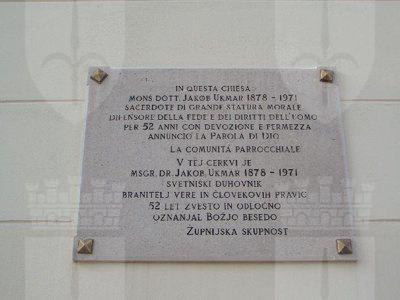 IN QUESTA CHIESA
MONS DOTT. JAKOB UKMAR 1878 - 1971
SACERDOTE DI GRANDE STATURA MORALE
DIFENSORE DELLA FEDE E DEI DIRITTI DELL'UOMO
PER 52 ANNI CON DEVOZIONE E FERMEZZA
ANNUNCIÒ LA PAROLA DI DIO
LA COMUNITÀ PARROCCHIALE
V TEJ CERKVI JE
MSGR. DR. JAKOB UKMAR 1878 - 1971
SVETNIŠKI DUHOVNIK
BRANITELJ VERE IN ČLOVEKOVIH PRAVIC
52 LET ZVESTO IN ODLOČNO
OZNANJAL BOŽJO BESEDO
ŽUPNIJSKA SKUPNOST